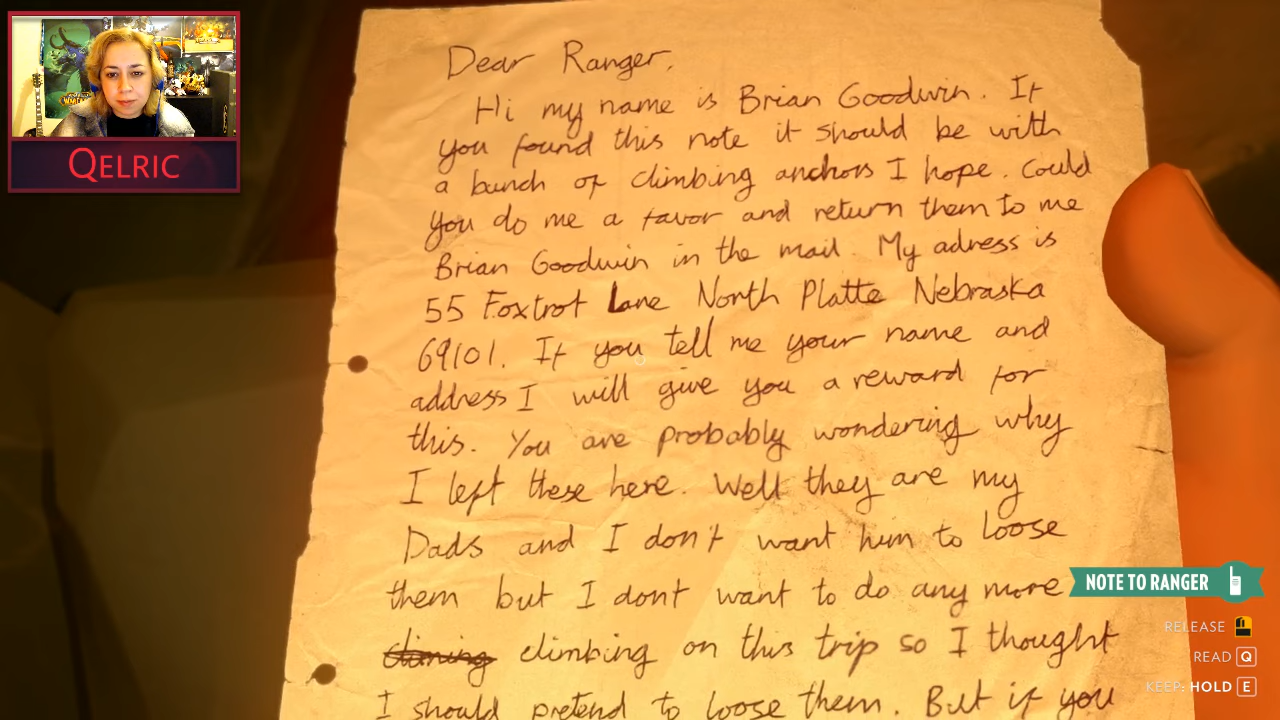 QELRIC
Dear Ranger,
Hi my name is Brian Goodwin. If
you found this note it should be with
a bunch of climbing anchors I hope. Could
you do me a favor and return them to me
Brian Goodwin in the mail. My adress is
55 Foxtrot Lane North Platte Nebraska
69101. If you tell me your name and
address I will give you a reward for
this. You are probably wondering why
I left these here. Well they are my
Dads and I don't want him to loose
them but I dont want to do any more
climing climbing on this trip so I thought
I should pretend to loose them. But if you
NOTE TO RANGER
RELEASE
READ Q
KEEP: HOLD E